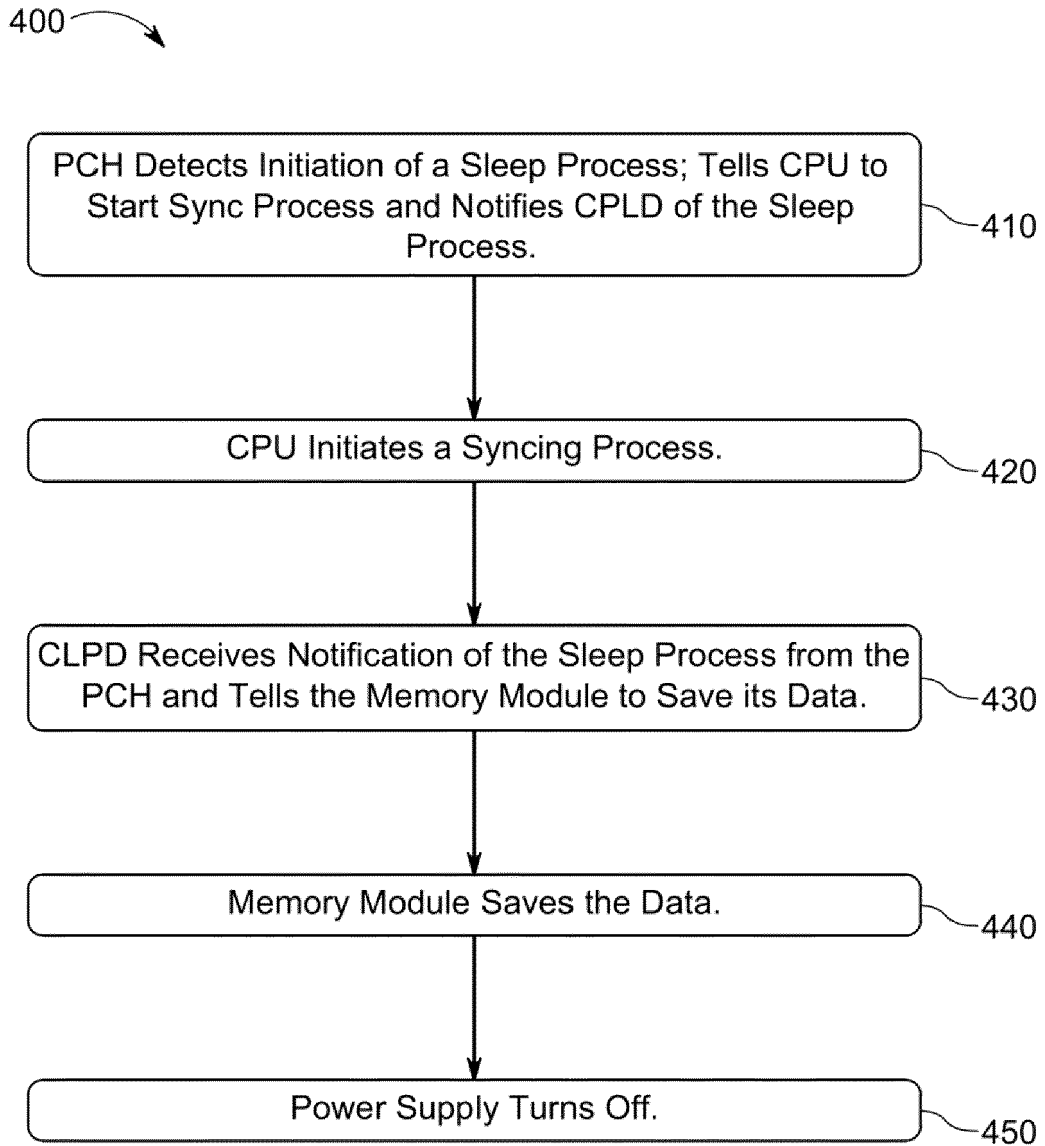 400
PCH Detects Initiation of a Sleep Process; Tells CPU to
Start Sync Process and Notifies CPLD of the Sleep
Process.
410
CPU Initiates a Syncing Process.
420
CLPD Receives Notification of the Sleep Process from the
PCH and Tells the Memory Module to Save its Data.
430
Memory Module Saves the Data.
440
Power Supply Turns Off.
450